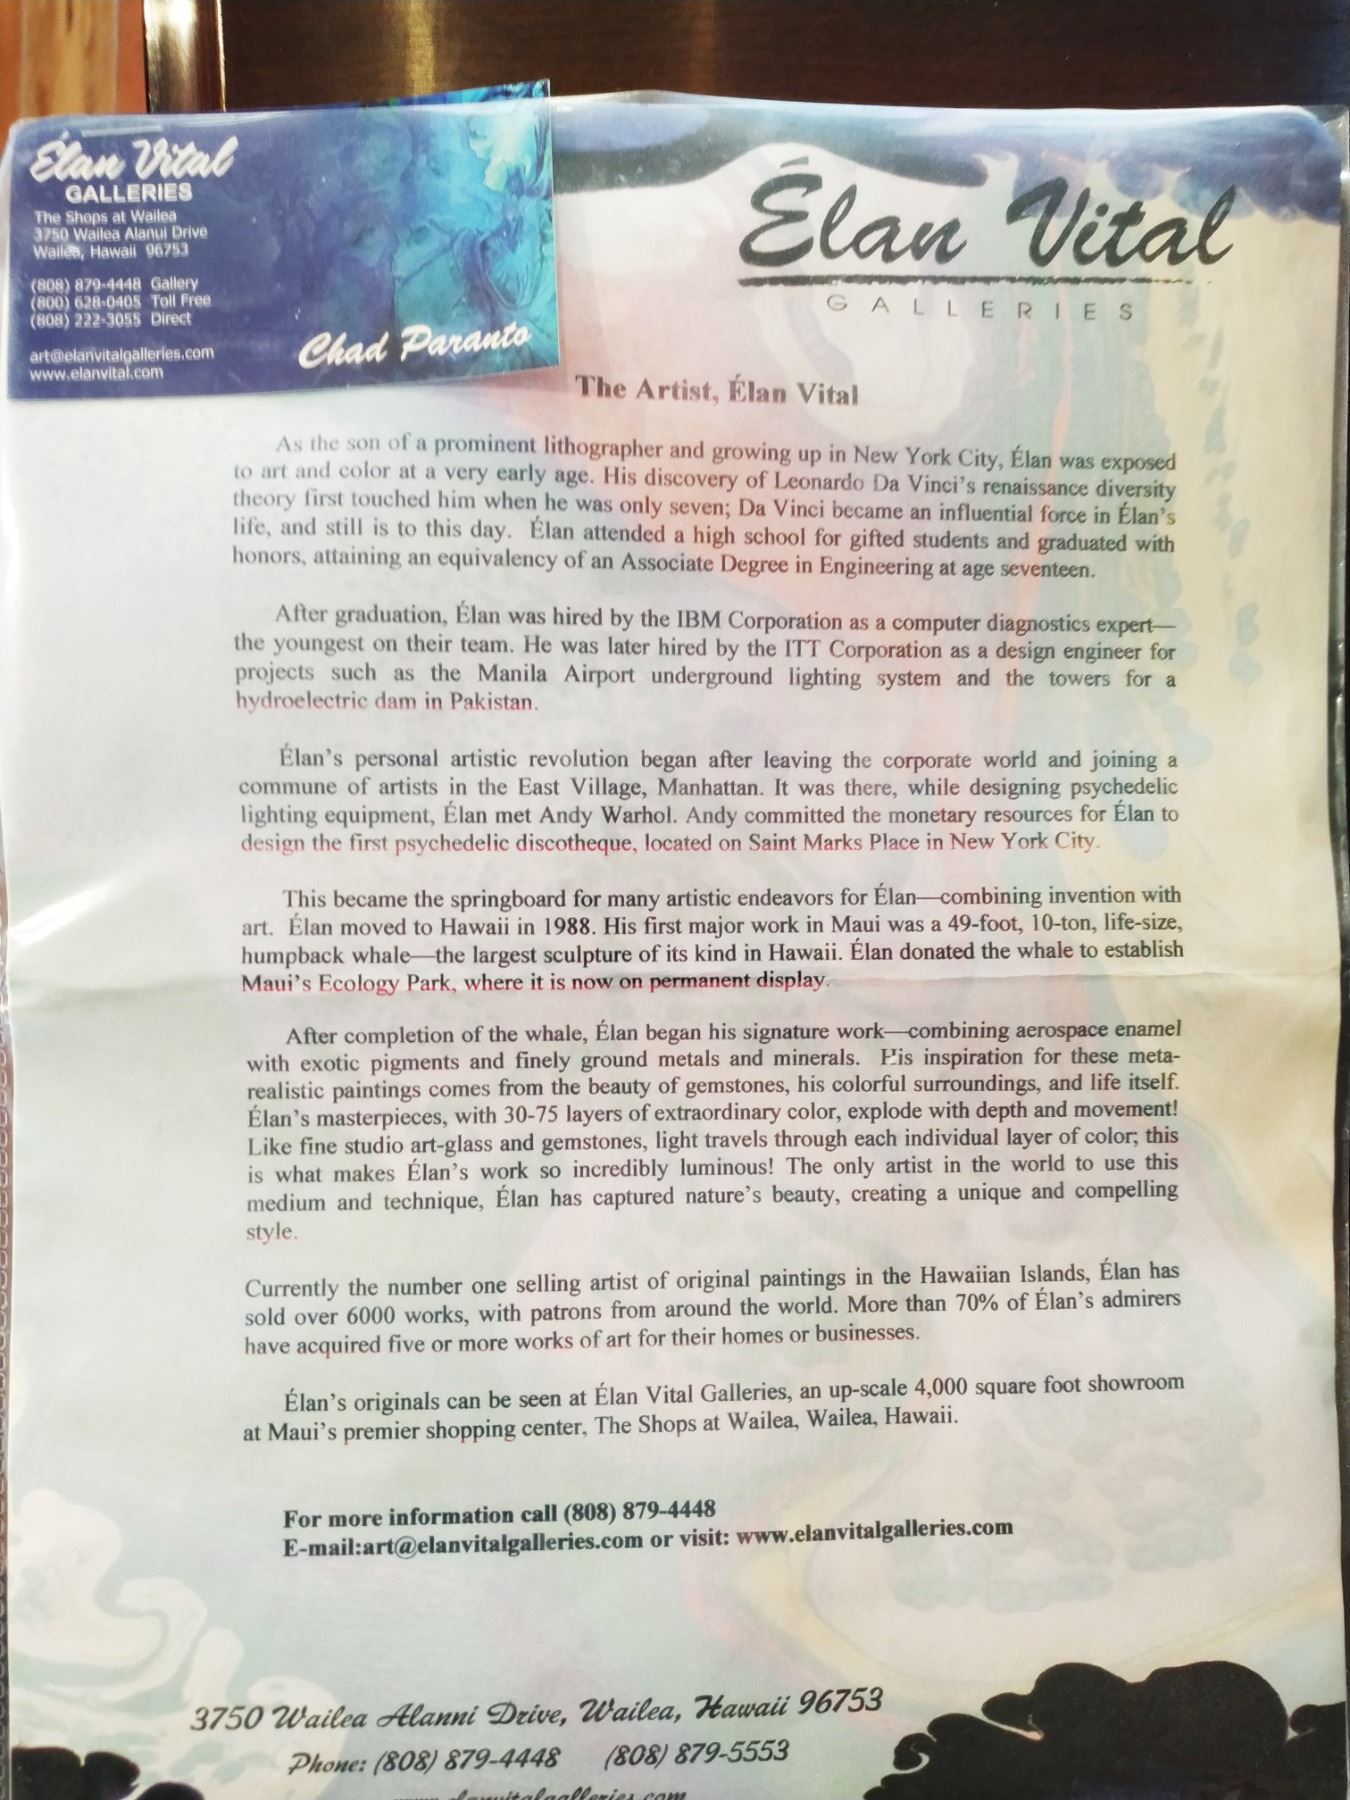 Élan Vital
GALLERIES
The Shops at Wailea
3750 Wailea Alanui Drive
Wailea, Hawaii 96753
(808) 879-4448 Gallery
(800) 628-0405 Toll Free
(808) 222-3055 Direct
art@elanvitalgalleries.com
www.elanvital.com
Chad Paranto
Élan Vital
GALLERIES
The Artist, Élan Vital
As the son of a prominent lithographer and growing up in New York City, Élan was exposed
to art and color at a very early age. His discovery of Leonardo Da Vinci's renaissance diversity
theory first touched him when he was only seven; Da Vinci became an influential force in Élan's
life, and still is to this day. Élan attended a high school for gifted students and graduated with
honors, attaining an equivalency of an Associate Degree in Engineering at age seventeen.
After graduation, Élan was hired by the IBM Corporation as a computer diagnostics expert—
the youngest on their team. He was later hired by the ITT Corporation as a design engineer for
projects such as the Manila Airport underground lighting system and the towers for a
hydroelectric dam in Pakistan.
Élan's personal artistic revolution began after leaving the corporate world and joining a
commune of artists in the East Village, Manhattan. It was there, while designing psychedelic
lighting equipment, Élan met Andy Warhol. Andy committed the monetary resources for Élan to
design the first psychedelic discotheque, located on Saint Marks Place in New York City.
This became the springboard for many artistic endeavors for Élan—combining invention with
art. Élan moved to Hawaii in 1988. His first major work in Maui was a 49-foot, 10-ton, life-size,
humpback whale—the largest sculpture of its kind in Hawaii. Élan donated the whale to establish
Maui's Ecology Park, where it is now on permanent display.
After completion of the whale, Élan began his signature work—combining aerospace enamel
with exotic pigments and finely ground metals and minerals. His inspiration for these meta-
realistic paintings comes from the beauty of gemstones, his colorful surroundings, and life itself.
Élan's masterpieces, with 30-75 layers of extraordinary color, explode with depth and movement!
Like fine studio art-glass and gemstones, light travels through each individual layer of color; this
is what makes Élan's work so incredibly luminous! The only artist in the world to use this
medium and technique, Élan has captured nature's beauty, creating a unique and compelling
style.
Currently the number one selling artist of original paintings in the Hawaiian Islands, Élan has
sold over 6000 works, with patrons from around the world. More than 70% of Élan's admirers
have acquired five or more works of art for their homes or businesses.
Élan's originals can be seen at Élan Vital Galleries, an up-scale 4,000 square foot showroom
at Maui's premier shopping center, The Shops at Wailea, Wailea, Hawaii.
For more information call (808) 879-4448
E-mail:art@elanvitalgalleries.com or visit: www.elanvitalgalleries.com
3750 Wailea Alanni Drive, Wailea, Hawaii 96753
Phone: (808) 879-4448 (808) 879-5553
www.elanvitalgalleries.com